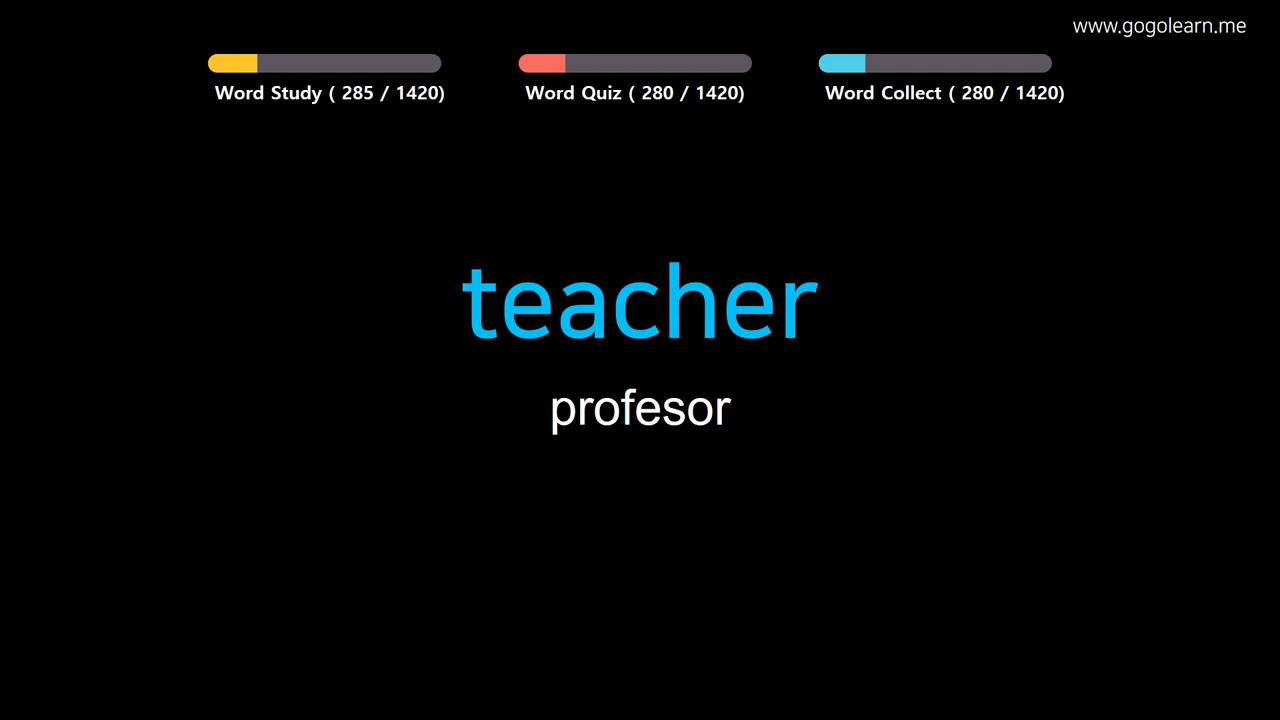 www.gogolearn.me
Word Study ( 285 / 1420)
Word Quiz ( 280 / 1420)
Word Collect ( 280 / 1420)
teacher
profesor